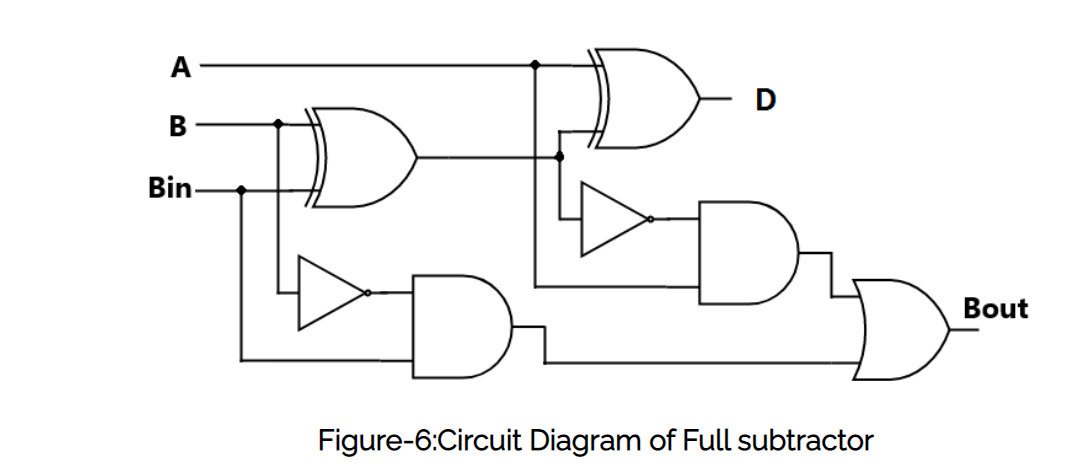 A
D
B
Bin
Bout
Figure-6:Circuit Diagram of Full subtractor